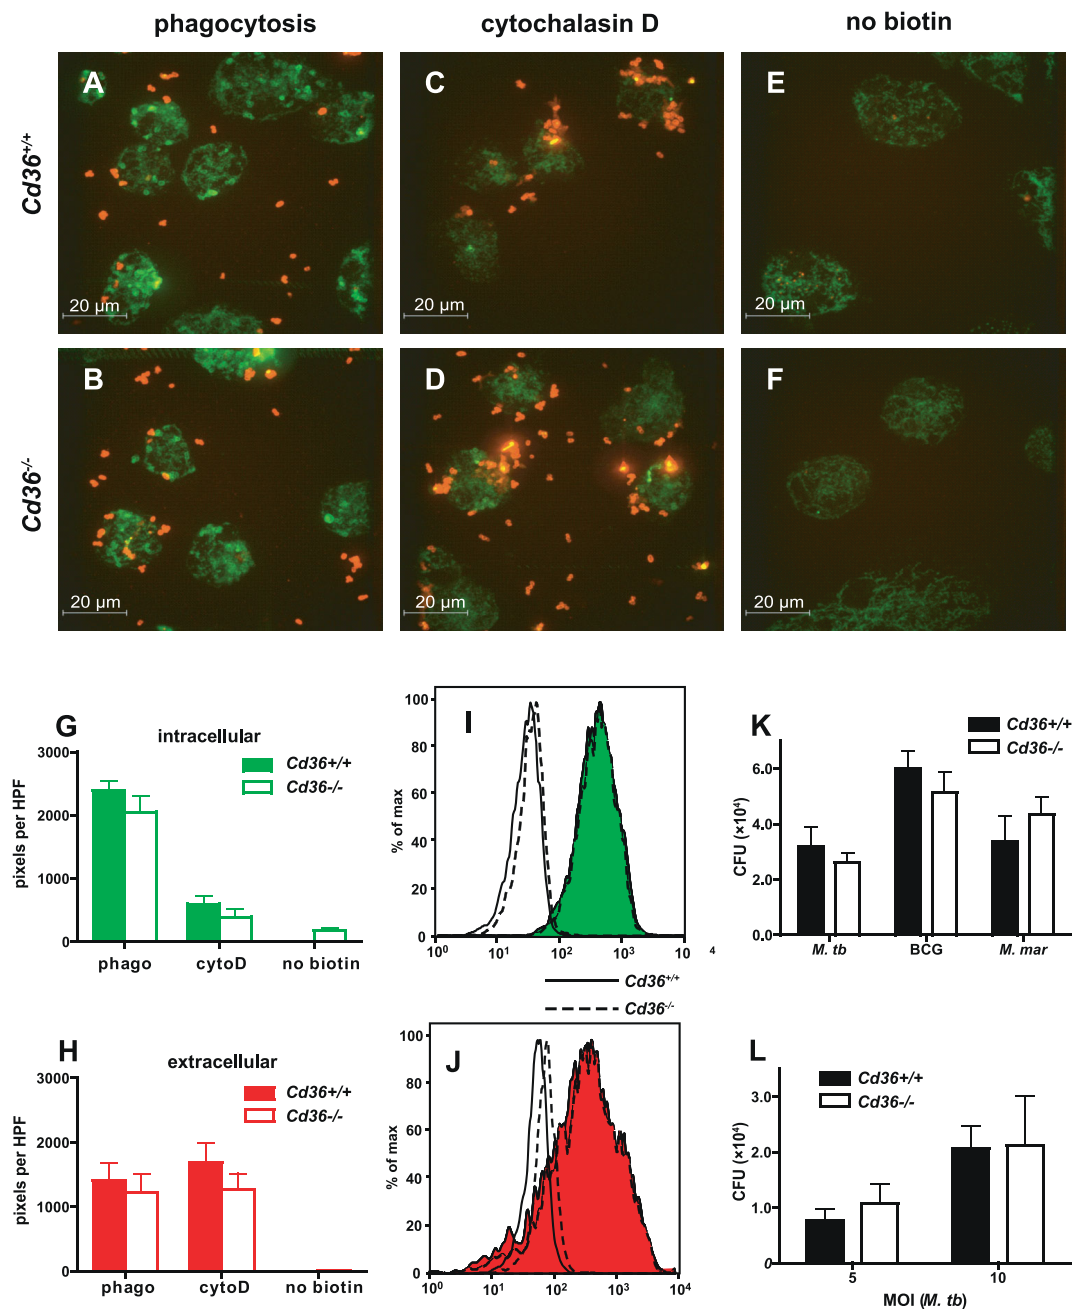 phagocytosis
cytochalasin D
no biotin
Cd36+/+
A
20 µm
C
20 µm
E
20 µm
Cd36-/-
B
20 µm
D
20 µm
F
20 µm
G
intracellular
pixels per HPF
3000
2000
1000
0
Cd36+/+
Cd36-/-
phago
cytoD
no biotin
H
extracellular
pixels per HPF
3000
2000
1000
0
Cd36+/+
Cd36-/-
phago
cytoD
no biotin
I
% of max
100
80
60
40
20
0
10⁰
10¹
10²
10³
10 4
Cd36+/+
Cd36-/-
J
% of max
100
80
60
40
20
0
10⁰
10¹
10²
10³
10⁴
K
Cd36+/+
Cd36-/-
CFU (×10⁴)
6.0
4.0
2.0
0.0
M. tb
BCG
M. mar
L
Cd36+/+
Cd36-/-
CFU (×10⁴)
3.0
2.0
1.0
0
5
10
MOI (M. tb)